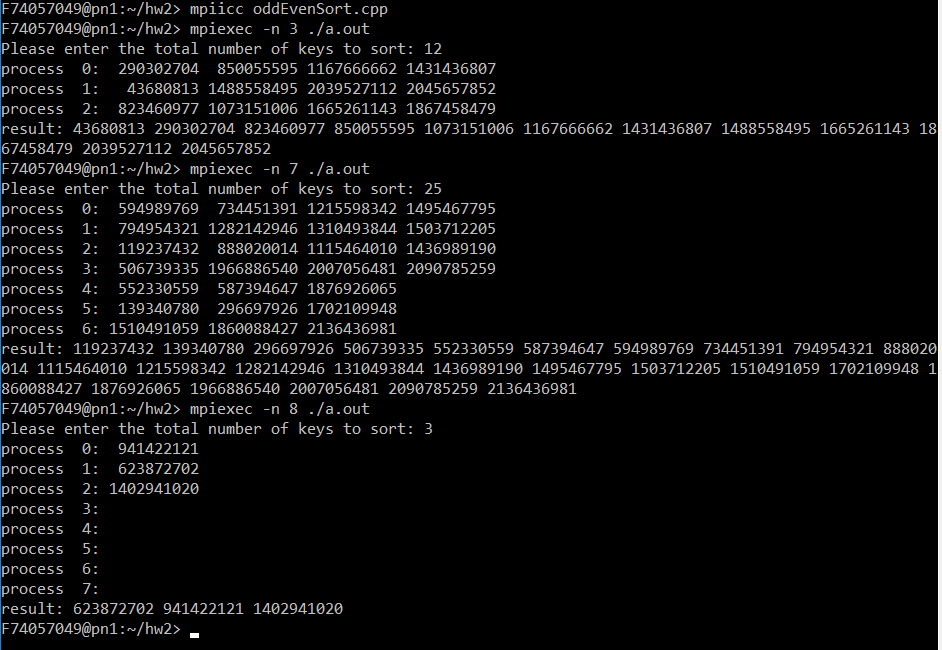 F74057049@pn1:~/hw2> mpiicc oddEvenSort.cpp
F74057049@pn1:~/hw2> mpiexec -n 3 ./a.out
Please enter the total number of keys to sort: 12
process  0:  290302704  850055595 1167666662 1431436807
process  1:   43680813 1488558495 2039527112 2045657852
process  2:  823460977 1073151006 1665261143 1867458479
result: 43680813 290302704 823460977 850055595 1073151006 1167666662 1431436807 1488558495 1665261143 18
67458479 2039527112 2045657852
F74057049@pn1:~/hw2> mpiexec -n 7 ./a.out
Please enter the total number of keys to sort: 25
process  0:  594989769  734451391 1215598342 1495467795
process  1:  794954321 1282142946 1310493844 1503712205
process  2:  119237432  888020014 1115464010 1436989190
process  3:  506739335 1966886540 2007056481 2090785259
process  4:  552330559  587394647 1876926065
process  5:  139340780  296697926 1702109948
process  6: 1510491059 1860088427 2136436981
result: 119237432 139340780 296697926 506739335 552330559 587394647 594989769 734451391 794954321 888020
014 1115464010 1215598342 1282142946 1310493844 1436989190 1495467795 1503712205 1510491059 1702109948 1
860088427 1876926065 1966886540 2007056481 2090785259 2136436981
F74057049@pn1:~/hw2> mpiexec -n 8 ./a.out
Please enter the total number of keys to sort: 3
process  0:  941422121
process  1:  623872702
process  2: 1402941020
process  3:
process  4:
process  5:
process  6:
process  7:
result: 623872702 941422121 1402941020
F74057049@pn1:~/hw2>